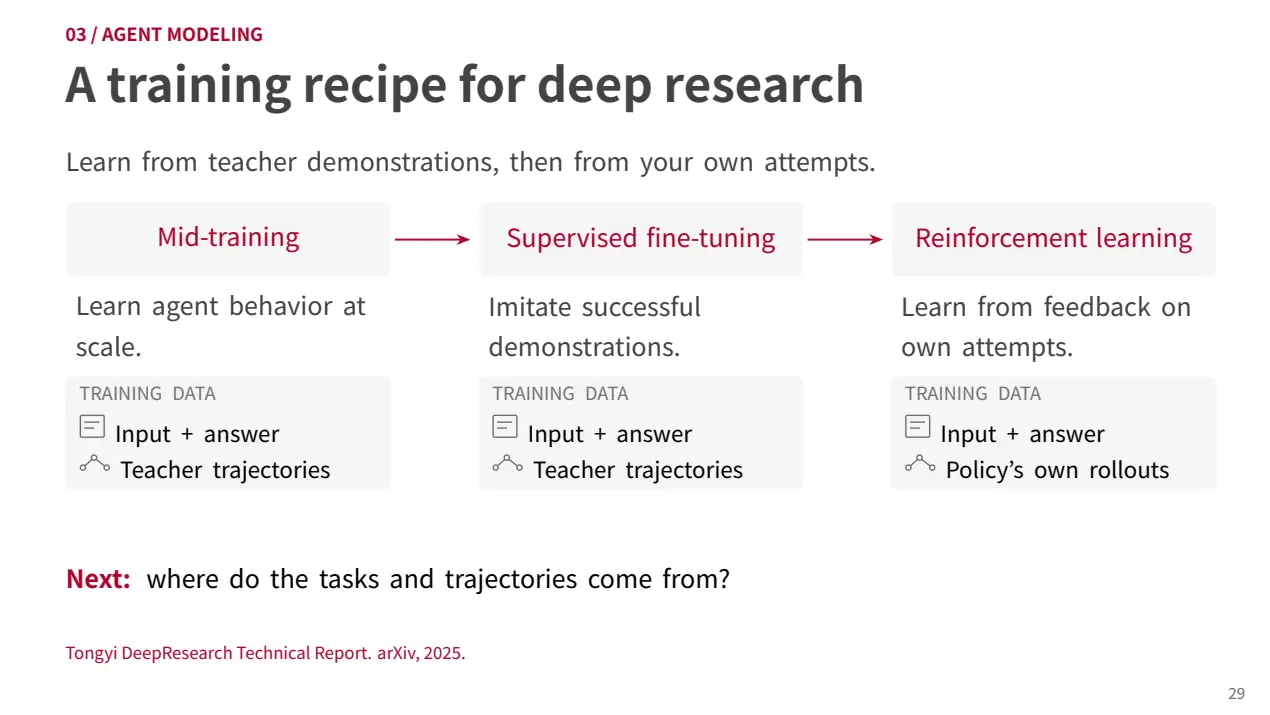 03 / AGENT MODELING
A training recipe for deep research
Learn from teacher demonstrations, then from your own attempts.
Mid-training
Supervised fine-tuning
Reinforcement learning
Learn agent behavior at
scale.
Imitate successful
demonstrations.
Learn from feedback on
own attempts.
TRAINING DATA
Input + answer
Teacher trajectories
TRAINING DATA
Input + answer
Teacher trajectories
TRAINING DATA
Input + answer
Policy’s own rollouts
Next: where do the tasks and trajectories come from?
Tongyi DeepResearch Technical Report. arXiv, 2025.
29